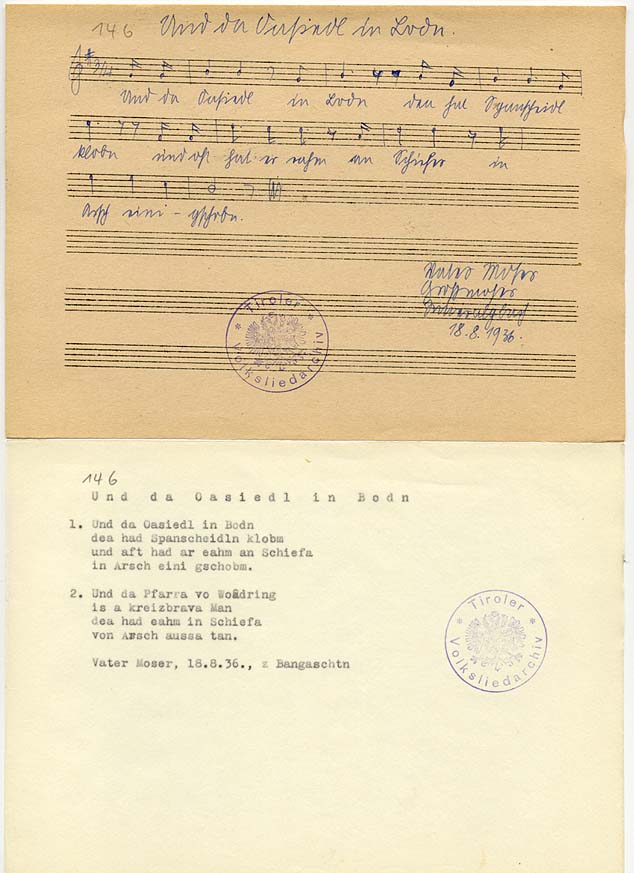 146 Und da Oasiedl in Bodn.
3/4
Und da Oasiedl in Bodn dea hat Spanscheidl
klobn und aft hat er eahm an Schiefer in
Arsch eini - gschobn.
Vater Moser
Großmoser
18.8.1936.
* Tiroler *
Volksliedarchiv
146
Und da Oasiedl in Bodn
1. Und da Oasiedl in Bodn
dea had Spanscheidln klobm
und aft had ar eahm an Schiefa
in Arsch eini gschobm.
2. Und da Pfarra vo Woadring
is a kreizbrava Man
dea had eahm in Schiefa
von Arsch aussa tan.
Vater Moser, 18.8.36., z Bangaschtn
* Tiroler *
Volksliedarchiv